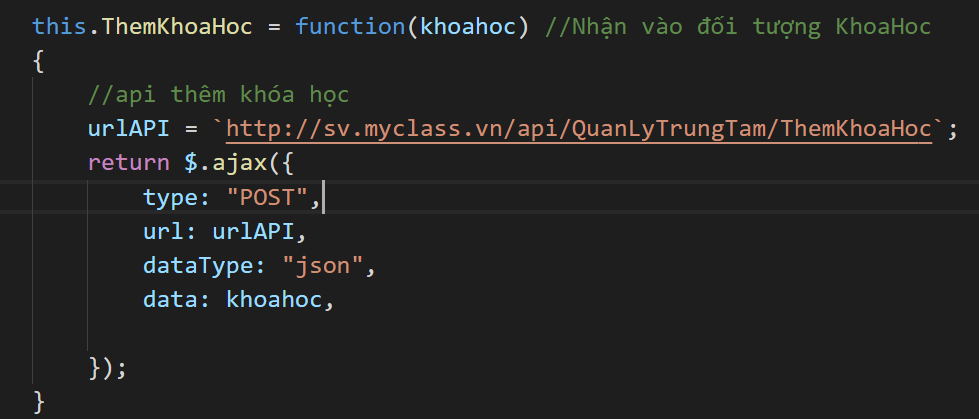 this.ThemKhoaHoc = function(khoahoc) //Nhận vào đối tượng KhoaHoc
{
//api thêm khóa học
urlAPI = `http://sv.myclass.vn/api/QuanLyTrungTam/ThemKhoaHoc`;
return $.ajax({
type: "POST",
url: urlAPI,
dataType: "json",
data: khoahoc,
});
}